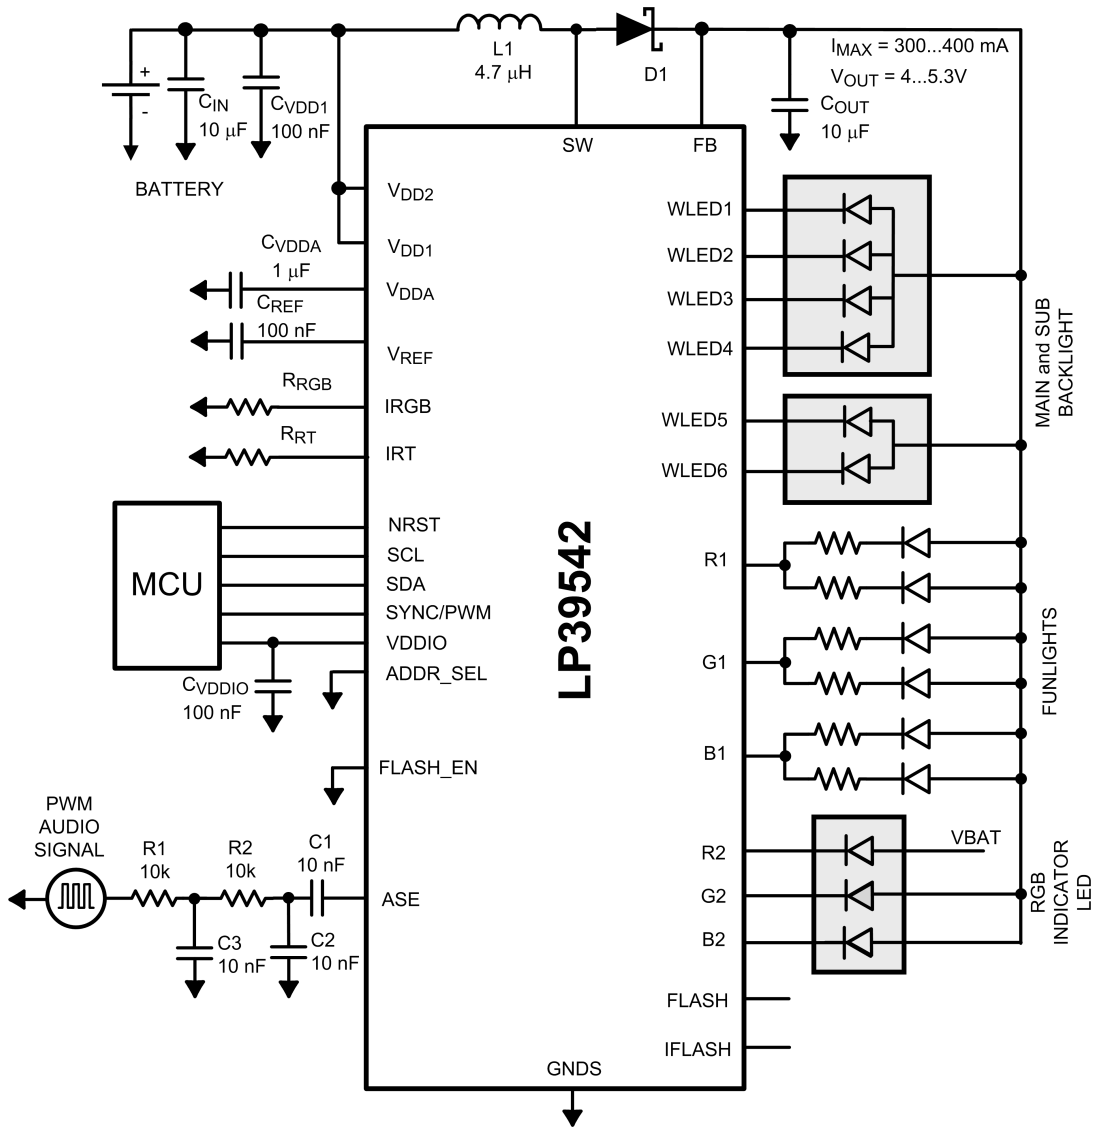 L1
4.7 μH
D1
IMAX = 300...400 mA
VOUT = 4...5.3V
+
-
CIN
10 μF
CVDD1
100 nF
COUT
10 μF
BATTERY
SW
FB
VDD2
VDD1
VDDA
VREF
IRGB
IRT
CVDDA
1 μF
CREF
100 nF
RRGB
RRT
MCU
NRST
SCL
SDA
SYNC/PWM
VDDIO
ADDR_SEL
CVDDIO
100 nF
FLASH_EN
PWM
AUDIO
SIGNAL
R1
10k
R2
10k
C1
10 nF
ASE
C3
10 nF
C2
10 nF
LP39542
GNDS
WLED1
WLED2
WLED3
WLED4
WLED5
WLED6
R1
G1
B1
R2
G2
B2
FLASH
IFLASH
VBAT
MAIN and SUB
BACKLIGHT
FUNLIGHTS
RGB
INDICATOR
LED